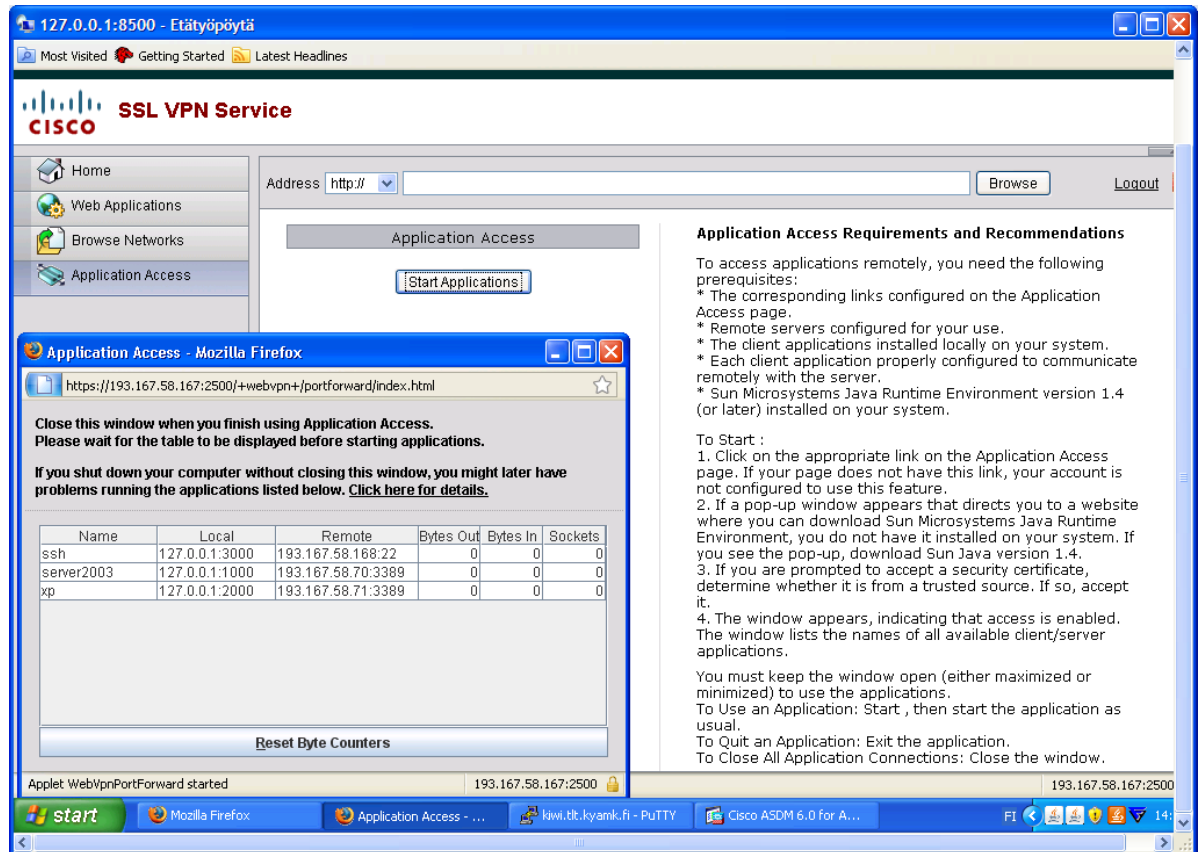 127.0.0.1:8500 - Etätyöpöytä
Most Visited Getting Started Latest Headlines
CISCO SSL VPN Service
Home
Web Applications
Browse Networks
Application Access
Address http:// Browse Logout
Application Access
Start Applications
Application Access Requirements and Recommendations
To access applications remotely, you need the following
prerequisites:
* The corresponding links configured on the Application
Access page.
* Remote servers configured for your use.
* The client applications installed locally on your system.
* Each client application properly configured to communicate
remotely with the server.
* Sun Microsystems Java Runtime Environment version 1.4
(or later) installed on your system.
To Start :
1. Click on the appropriate link on the Application Access
page. If your page does not have this link, your account is
not configured to use this feature.
2. If a pop-up window appears that directs you to a website
where you can download Sun Microsystems Java Runtime
Environment, you do not have it installed on your system. If
you see the pop-up, download Sun Java version 1.4.
3. If you are prompted to accept a security certificate,
determine whether it is from a trusted source. If so, accept
it.
4. The window appears, indicating that access is enabled.
The window lists the names of all available client/server
applications.
You must keep the window open (either maximized or
minimized) to use the applications.
To Use an Application: Start , then start the application as
usual.
To Quit an Application: Exit the application.
To Close All Application Connections: Close the window.
Application Access - Mozilla Firefox
https://193.167.58.167:2500/+webvpn+/portforward/index.html
Close this window when you finish using Application Access.
Please wait for the table to be displayed before starting applications.
If you shut down your computer without closing this window, you might later have
problems running the applications listed below. Click here for details.
Name Local Remote Bytes Out Bytes In Sockets
ssh 127.0.0.1:3000 193.167.58.168:22 0 0 0
server2003 127.0.0.1:1000 193.167.58.70:3389 0 0 0
xp 127.0.0.1:2000 193.167.58.71:3389 0 0 0
Reset Byte Counters
Applet WebVpnPortForward started 193.167.58.167:2500
193.167.58.167:2500
start Mozilla Firefox Application Access - ... kiwi.tlt.kyamk.fi - PuTTY Cisco ASDM 6.0 for A... FI 14: